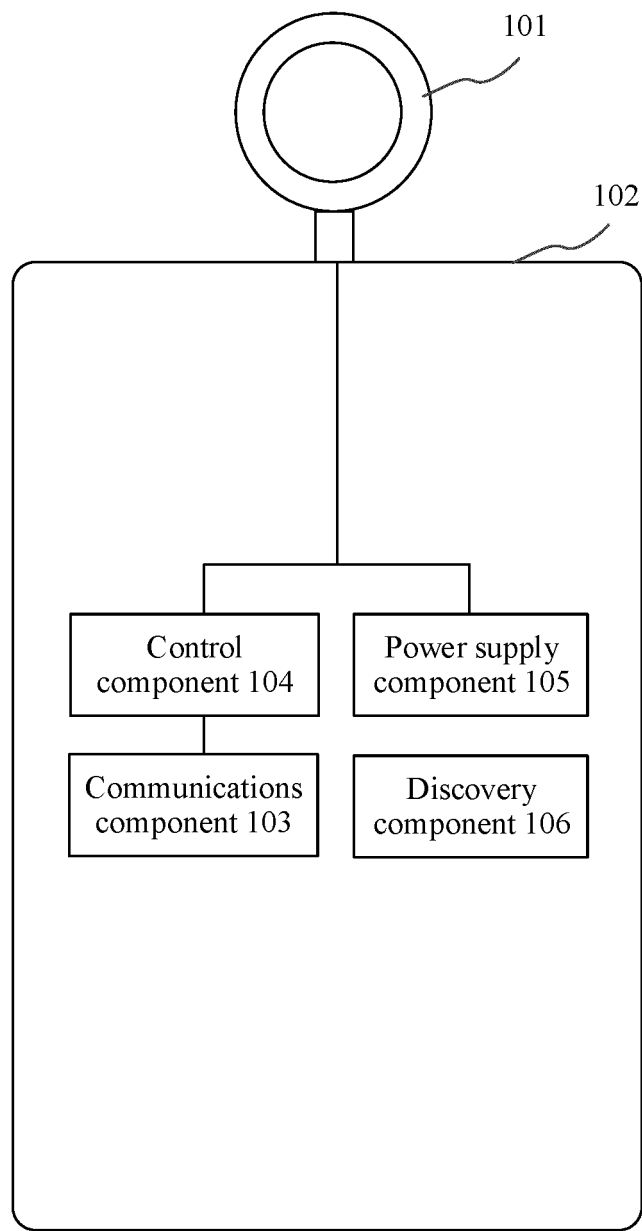 101
102
Control
component 104
Power supply
component 105
Communications
component 103
Discovery
component 106